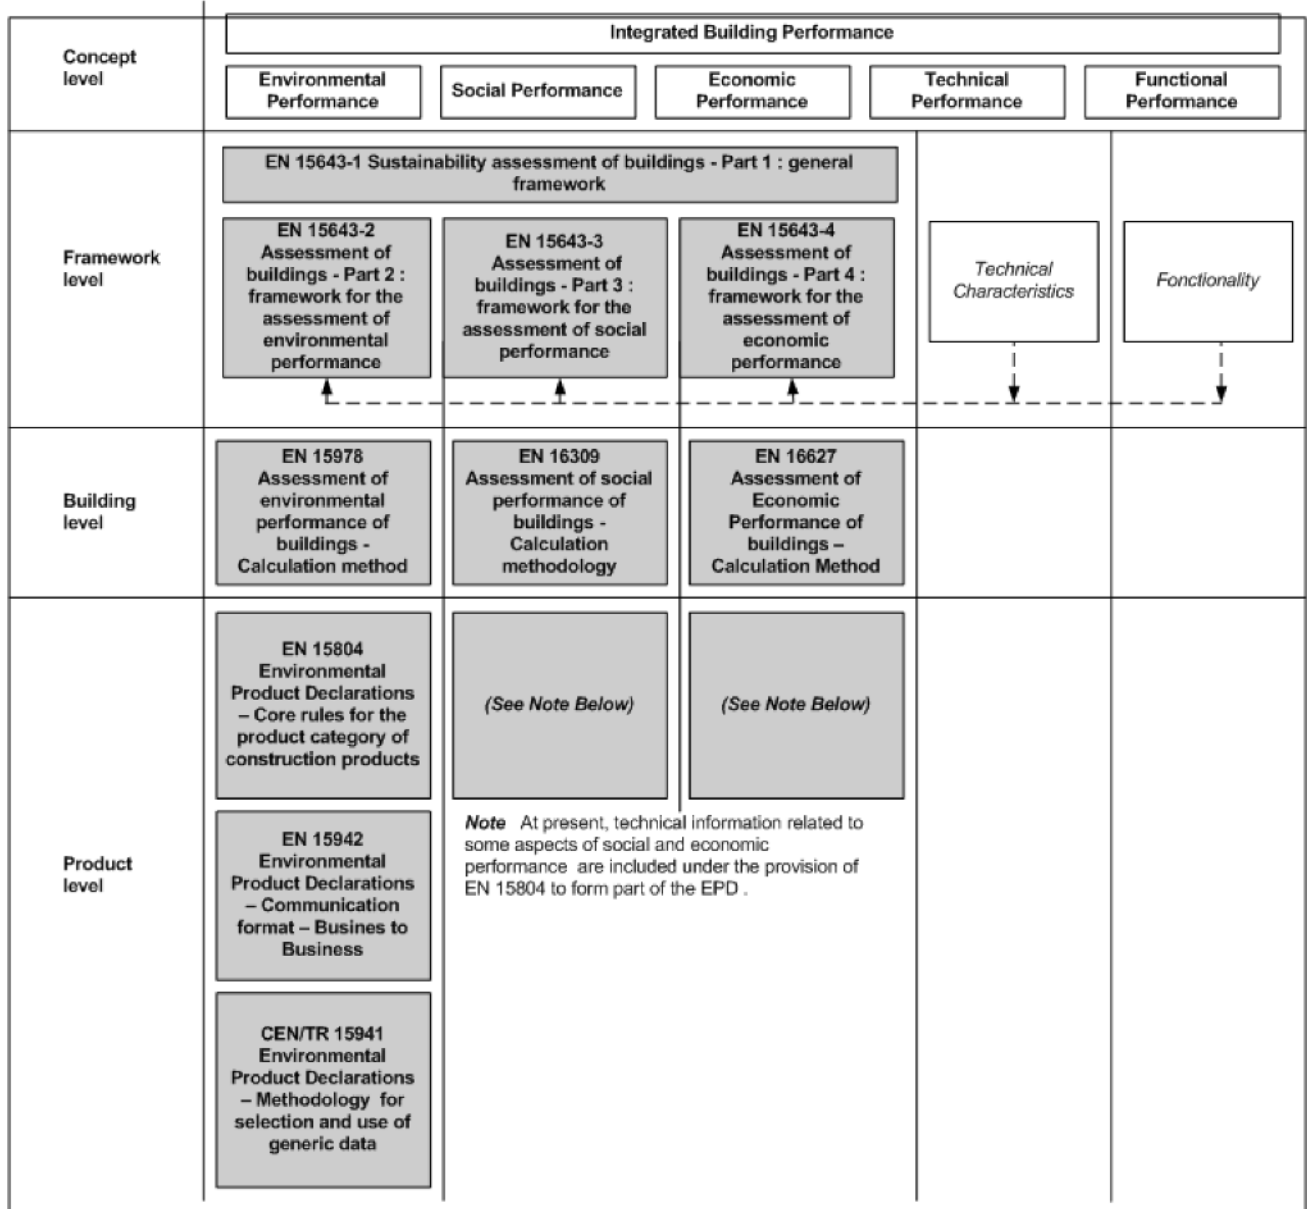 Concept
level
Integrated Building Performance
Environmental
Performance
Social Performance
Economic
Performance
Technical
Performance
Functional
Performance
Framework
level
EN 15643-1 Sustainability assessment of buildings - Part 1 : general
framework
EN 15643-2
Assessment of
buildings - Part 2 :
framework for the
assessment of
environmental
performance
EN 15643-3
Assessment of
buildings - Part 3 :
framework for the
assessment of social
performance
EN 15643-4
Assessment of
buildings - Part 4 :
framework for the
assessment of
economic
performance
Technical
Characteristics
Fonctionality
Building
level
EN 15978
Assessment of
environmental
performance of
buildings -
Calculation method
EN 16309
Assessment of social
performance of
buildings -
Calculation
methodology
EN 16627
Assessment of
Economic
Performance of
buildings –
Calculation Method
Product
level
EN 15804
Environmental
Product Declarations
– Core rules for the
product category of
construction products
(See Note Below)
(See Note Below)
Note At present, technical information related to
some aspects of social and economic
performance are included under the provision of
EN 15804 to form part of the EPD .
EN 15942
Environmental
Product Declarations
– Communication
format – Busines to
Business
CEN/TR 15941
Environmental
Product Declarations
– Methodology for
selection and use of
generic data